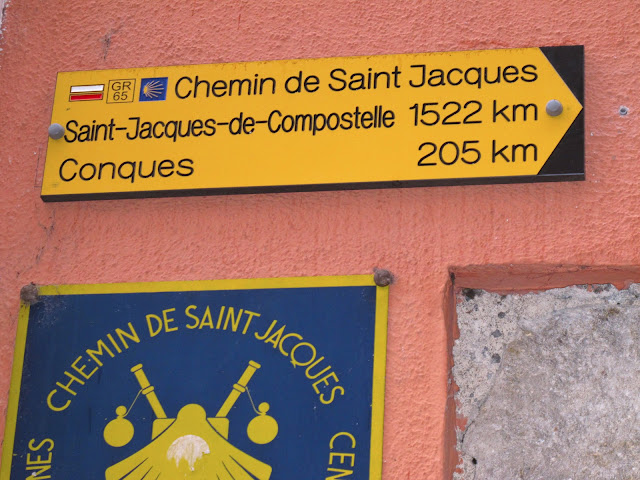 GR
65
Chemin de Saint Jacques
Saint-Jacques-de-Compostelle 1522 km
Conques 205 km
CHEMIN DE SAINT JACQUES